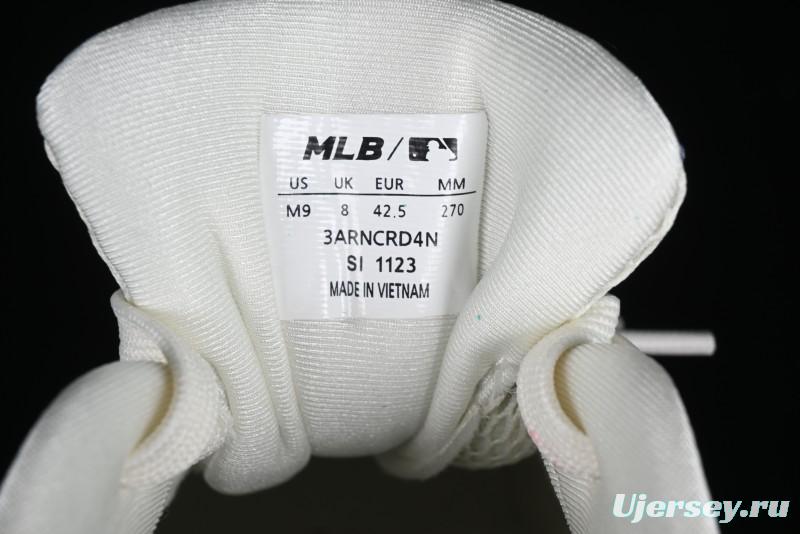 MLB/
US UK EUR MM
M9 8 42.5 270
3ARNCRD4N
SI 1123
MADE IN VIETNAM
Ujersey.ru